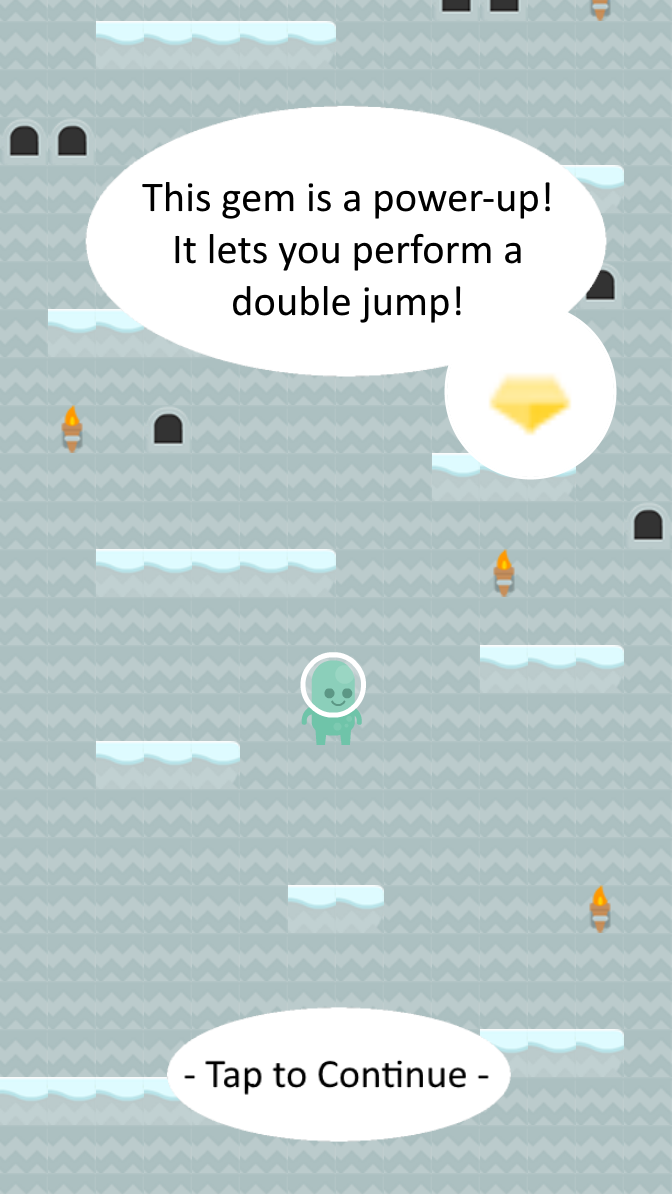 This gem is a power-up!
It lets you perform a
double jump!
- Tap to Continue -